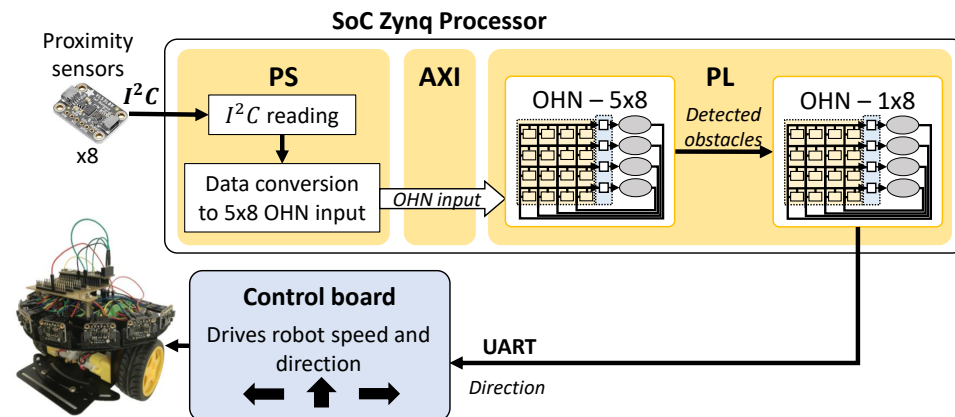 SoC Zynq Processor
Proximity
sensors
I²C
x8
PS
I²C reading
Data conversion
to 5x8 OHN input
AXI
OHN input
PL
OHN – 5x8
Detected
obstacles
OHN – 1x8
Control board
Drives robot speed and
direction
UART
Direction